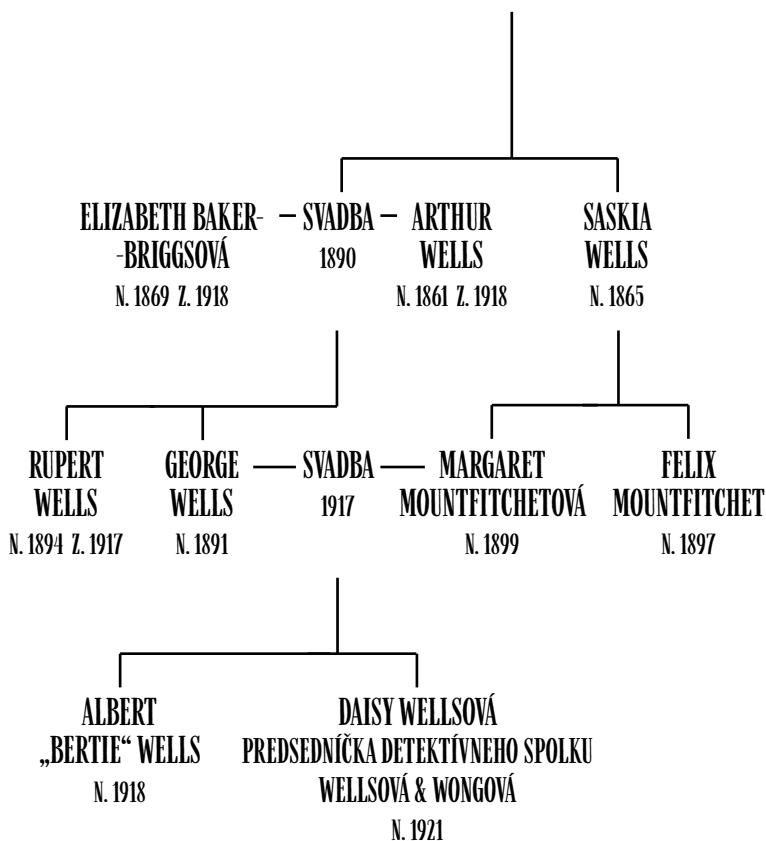 ELIZABETH BAKER-
-BRIGGSOVÁ
N. 1869 Z. 1918
SVADBA
1890
ARTHUR
WELLS
N. 1861 Z. 1918
SASKIA
WELLS
N. 1865
RUPERT
WELLS
N. 1894 Z. 1917
GEORGE
WELLS
N. 1891
SVADBA
1917
MARGARET
MOUNTFITCHETOVÁ
N. 1899
FELIX
MOUNTFITCHET
N. 1897
ALBERT
„BERTIE“ WELLS
N. 1918
DAISY WELLSOVÁ
PREDSEDNÍČKA DETEKTÍVNEHO SPOLKU
WELLSOVÁ & WONGOVÁ
N. 1921